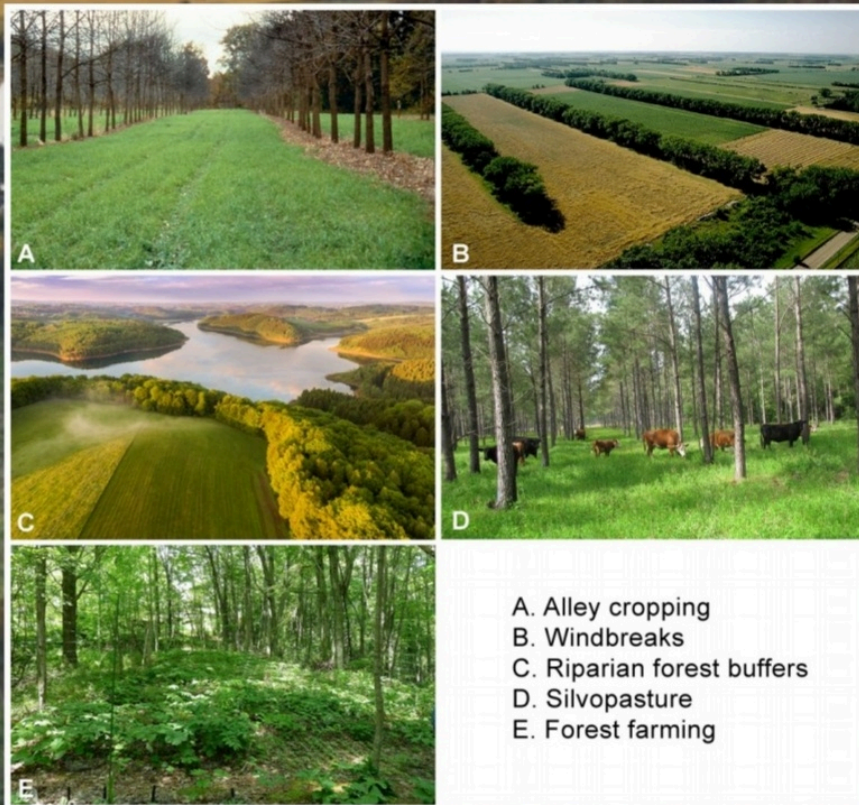 A
B
C
D
E
A. Alley cropping
B. Windbreaks
C. Riparian forest buffers
D. Silvopasture
E. Forest farming